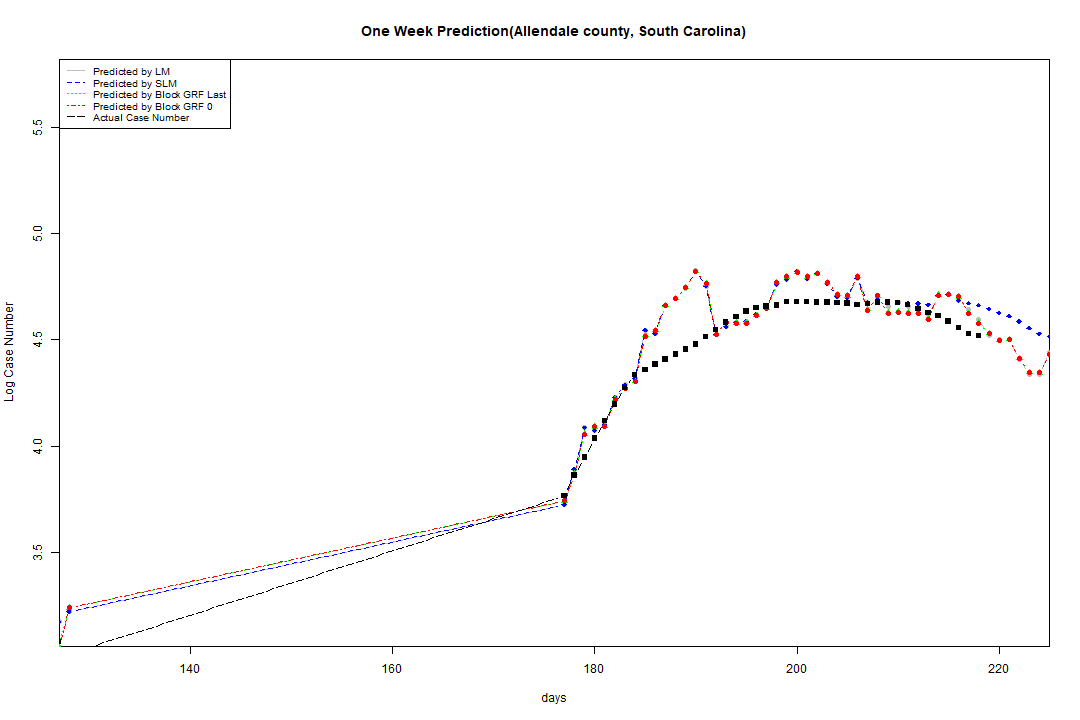 One Week Prediction(Allendale county, South Carolina)
Predicted by LM
Predicted by SLM
Predicted by Block GRF Last
Predicted by Block GRF 0
Actual Case Number
5.5
5.0
4.5
4.0
3.5
Log Case Number
140 160 180 200 220
days